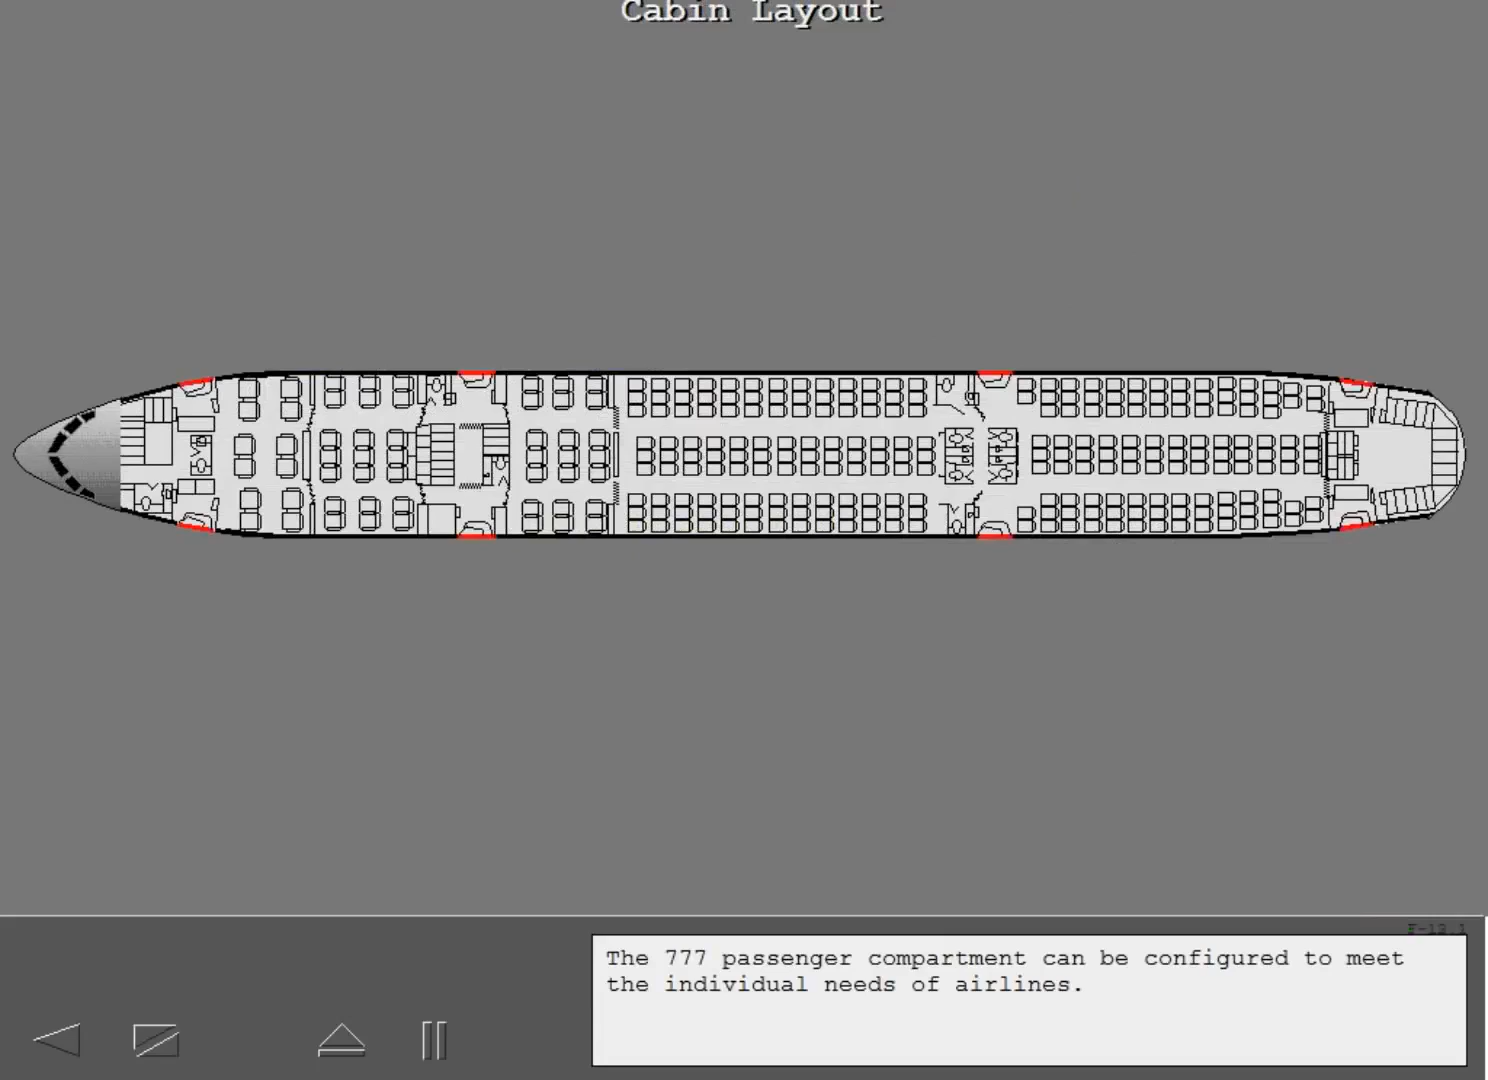 Cabin Layout
The 777 passenger compartment can be configured to meet
the individual needs of airlines.